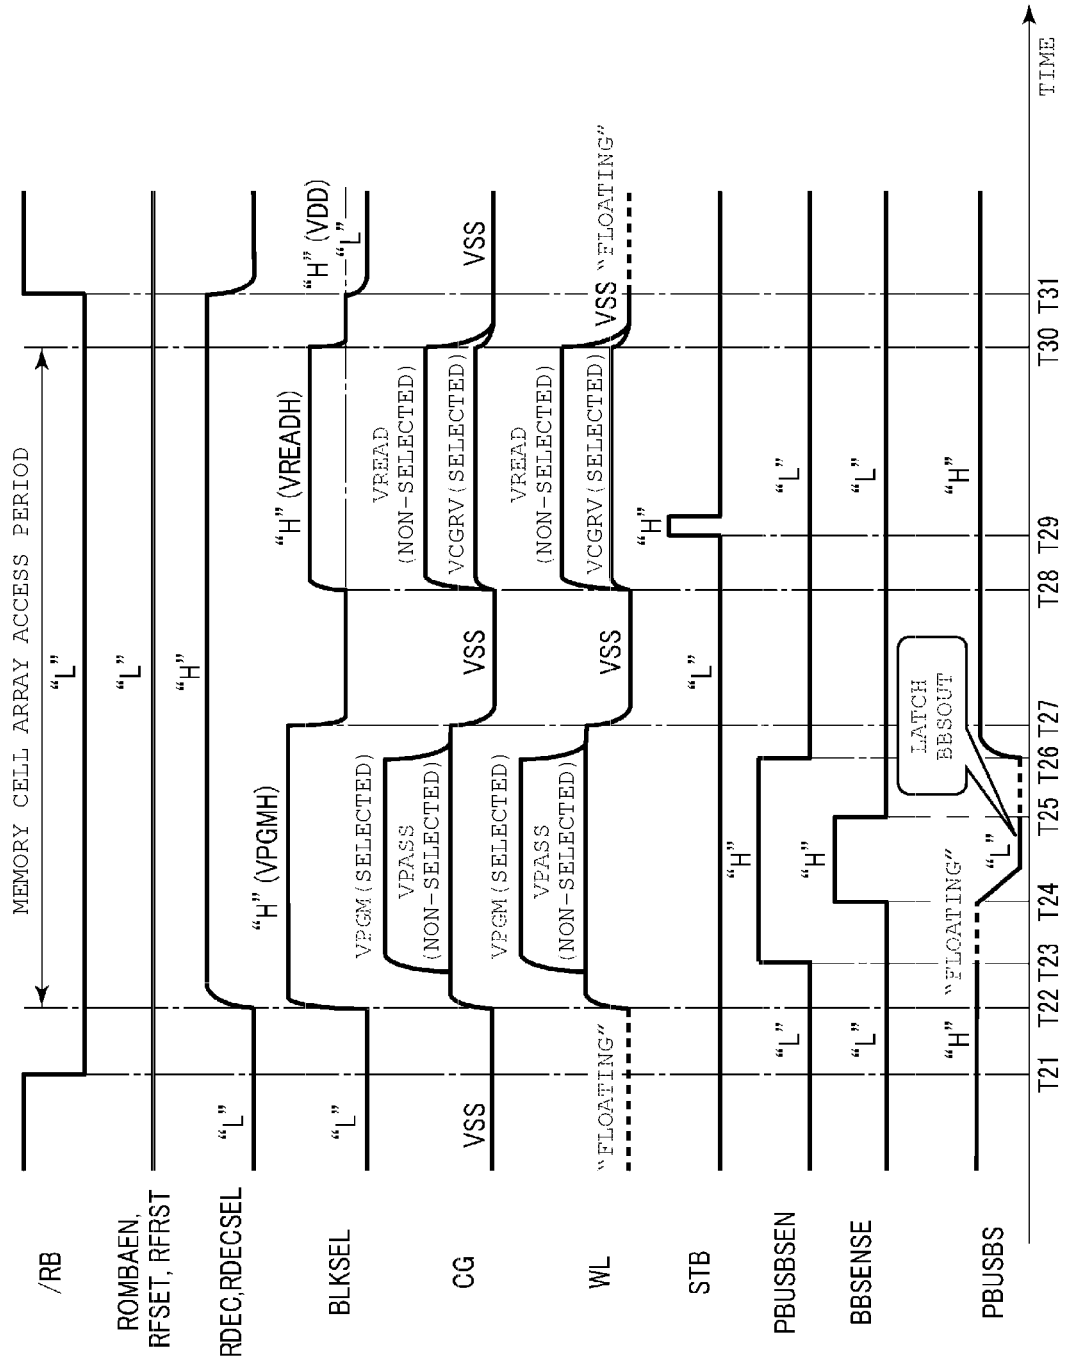 MEMORY CELL ARRAY ACCESS PERIOD
/RB
“L”
ROMBAEN,
RFSET, RFRST
“L”
RDEC,RDECSEL
“L”
“H”
BLKSEL
“L”
“H” (VPGMH)
“H” (VREADH)
“H” (VDD)
“L”
CG
VSS
VPGM(SELECTED)
VPASS
(NON-SELECTED)
VSS
VREAD
(NON-SELECTED)
VCGRV(SELECTED)
VSS
WL
“FLOATING”
VPGM(SELECTED)
VPASS
(NON-SELECTED)
VSS
VREAD
(NON-SELECTED)
VCGRV(SELECTED)
VSS “FLOATING”
STB
“L”
“H”
PBUSBSEN
“L”
“H”
“L”
BBSENSE
“L”
“H”
“L”
PBUSBS
“H”
“FLOATING”
“L”
LATCH
BBSOUT
“H”
T21 T22 T23 T24 T25 T26 T27 T28 T29 T30 T31
TIME